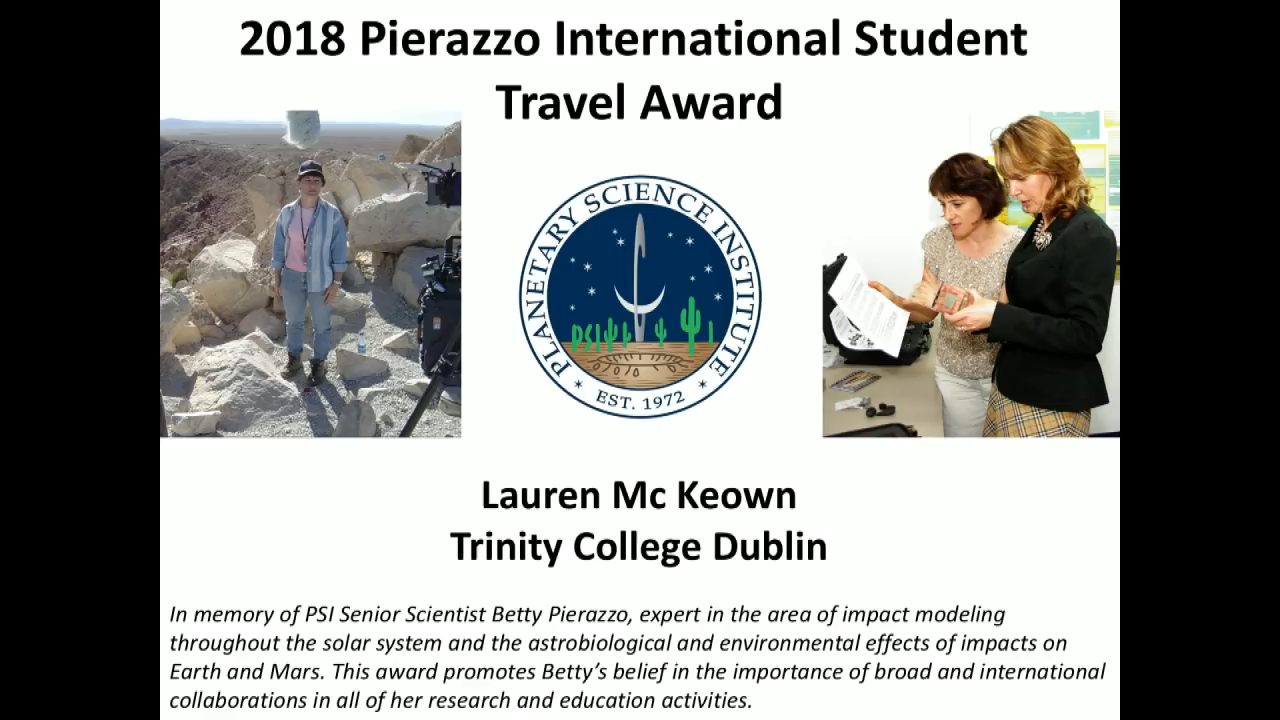 2018 Pierazzo International Student
Travel Award
PLANETARY SCIENCE INSTITUTE
PSI
EST. 1972
Lauren Mc Keown
Trinity College Dublin
In memory of PSI Senior Scientist Betty Pierazzo, expert in the area of impact modeling
throughout the solar system and the astrobiological and environmental effects of impacts on
Earth and Mars. This award promotes Betty’s belief in the importance of broad and international
collaborations in all of her research and education activities.